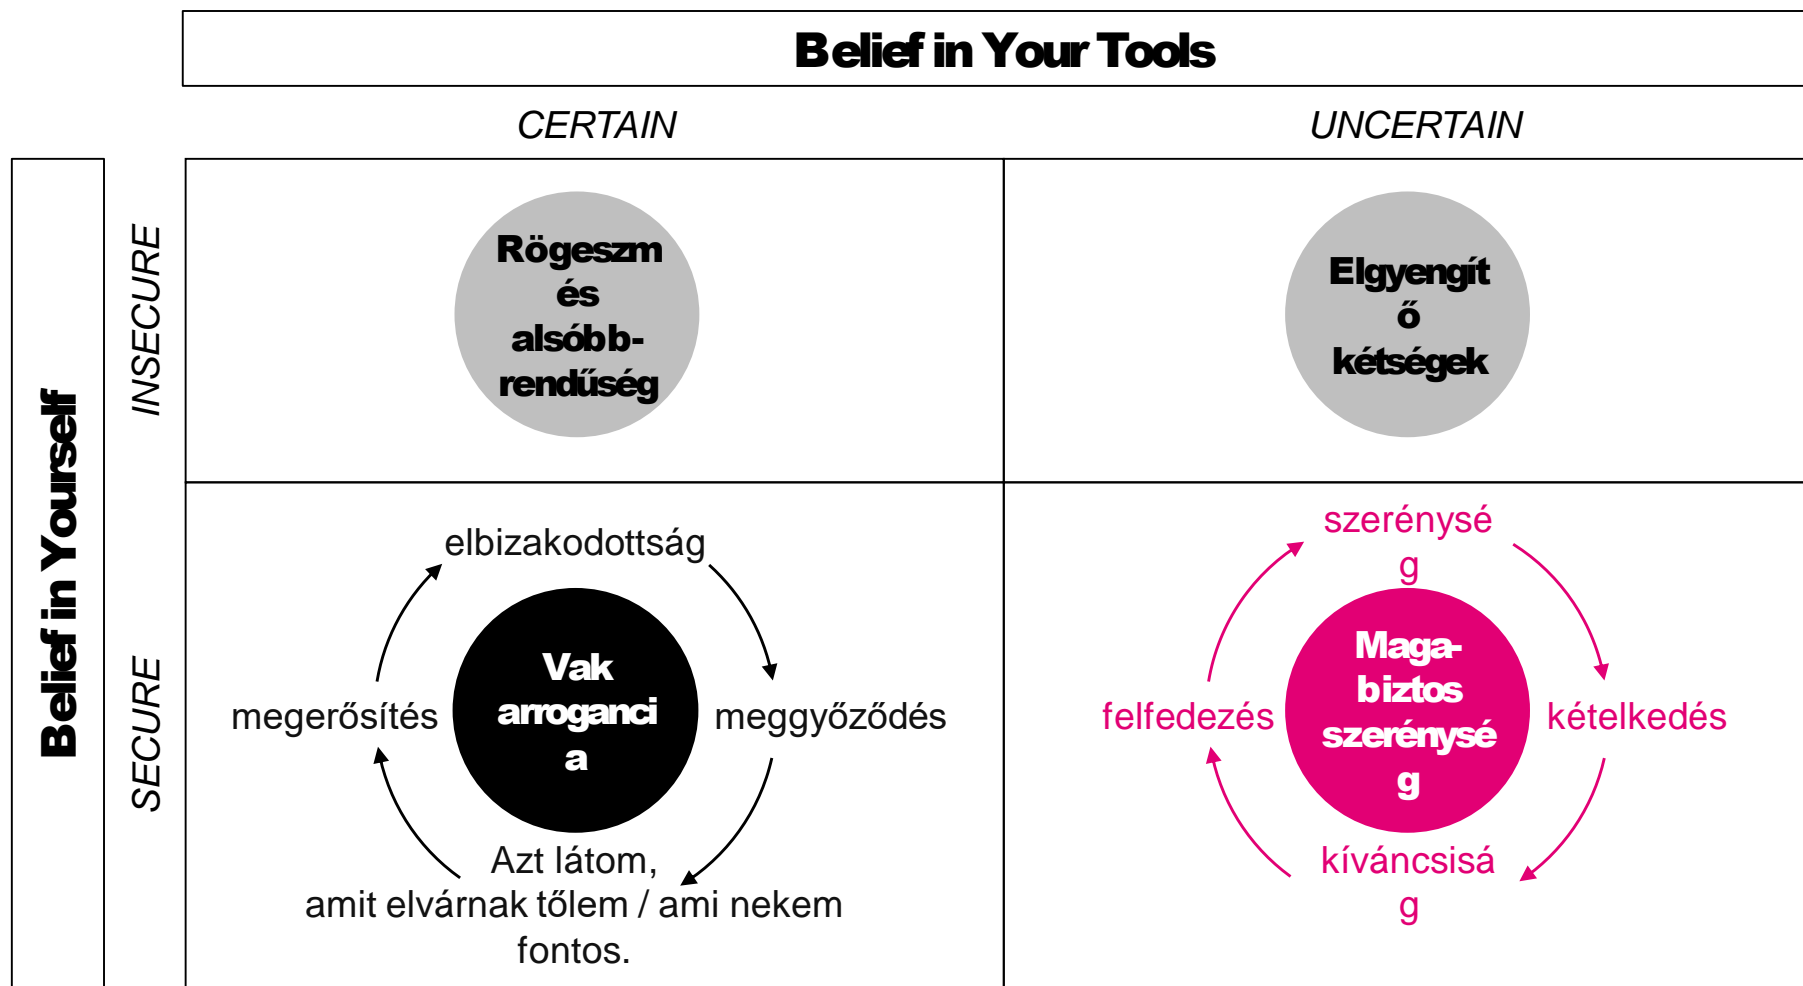 Belief in Your Tools
CERTAIN
UNCERTAIN
Belief in Yourself
INSECURE
Rögeszm
és
alsóbb-
rendűség
Elgyengít
ő
kétségek
SECURE
elbizakodottság
meggyőződés
Azt látom,
amit elvárnak tőlem / ami nekem
fontos.
megerősítés
Vak
arroganci
a
szerénysé
g
kételkedés
kíváncsisá
g
felfedezés
Maga-
biztos
szerénysé
g